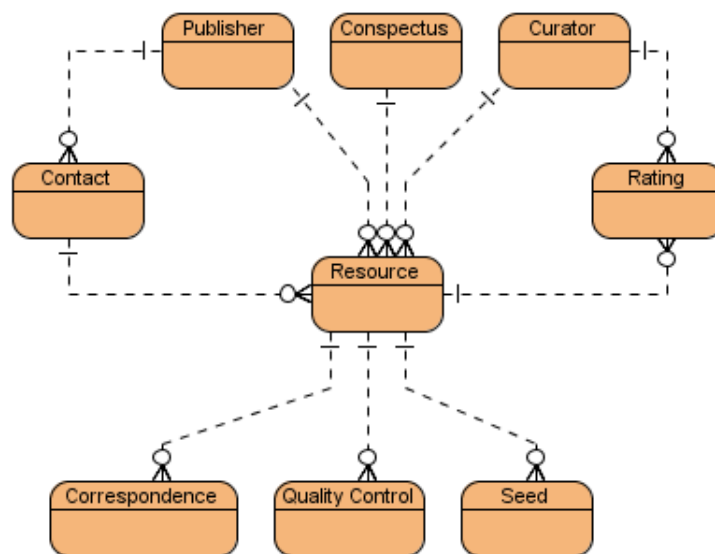 Publisher
Conspectus
Curator
Contact
Rating
Resource
Correspondence
Quality Control
Seed